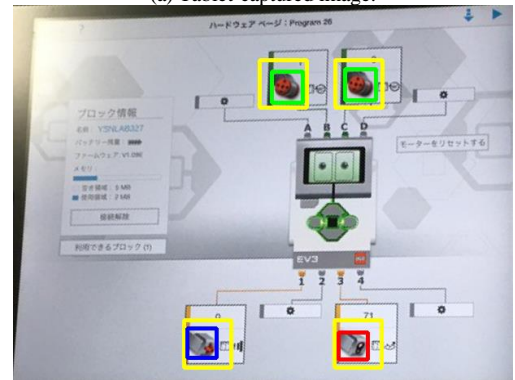 (a) Tablet-captured image.
?
ハードウェア ページ : Program 26
ブロック情報
名前 : YSNLAB327
バッテリー残量 :
ファームウェア: V1.09E
メモリ :
空き領域 : 3 MB
使用領域 : 2 MB
接続解除
利用できるブロック (1)
A B C D
モーターをリセットする
EV3
1 2 3 4
0
71